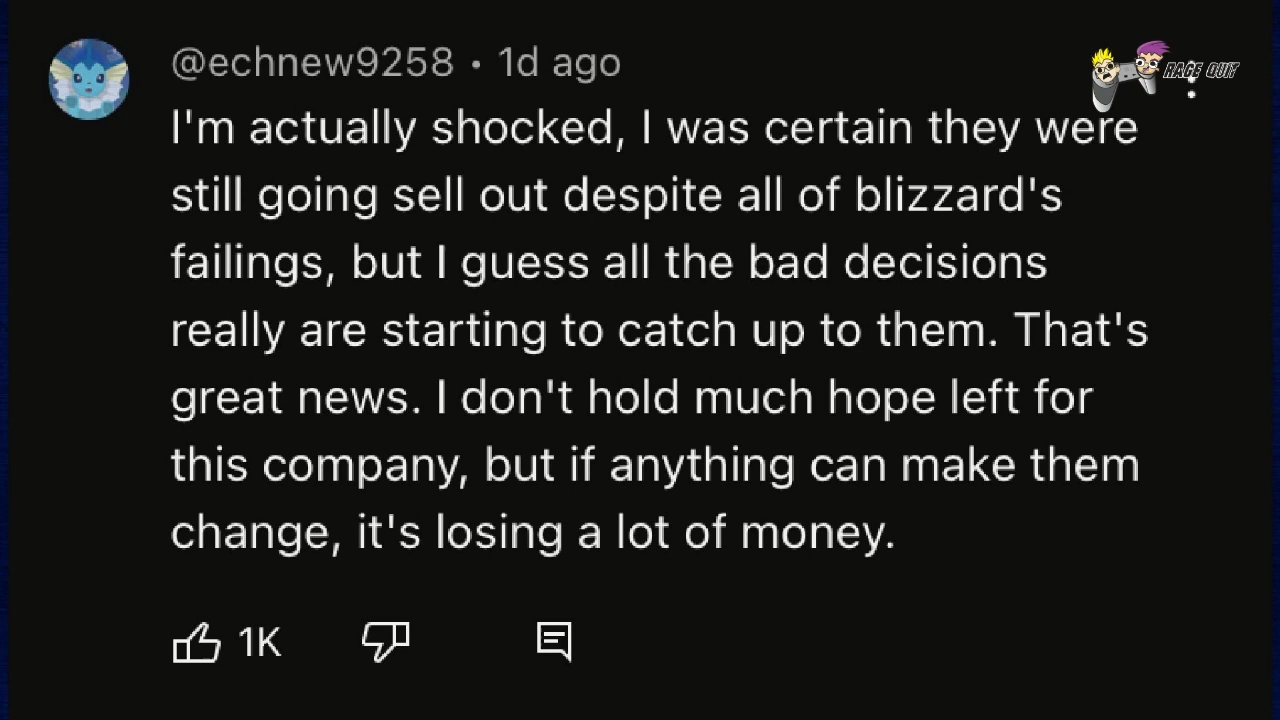 @echnew9258 • 1d ago
RAGE QUIT
I'm actually shocked, I was certain they were
still going sell out despite all of blizzard's
failings, but I guess all the bad decisions
really are starting to catch up to them. That's
great news. I don't hold much hope left for
this company, but if anything can make them
change, it's losing a lot of money.
1K